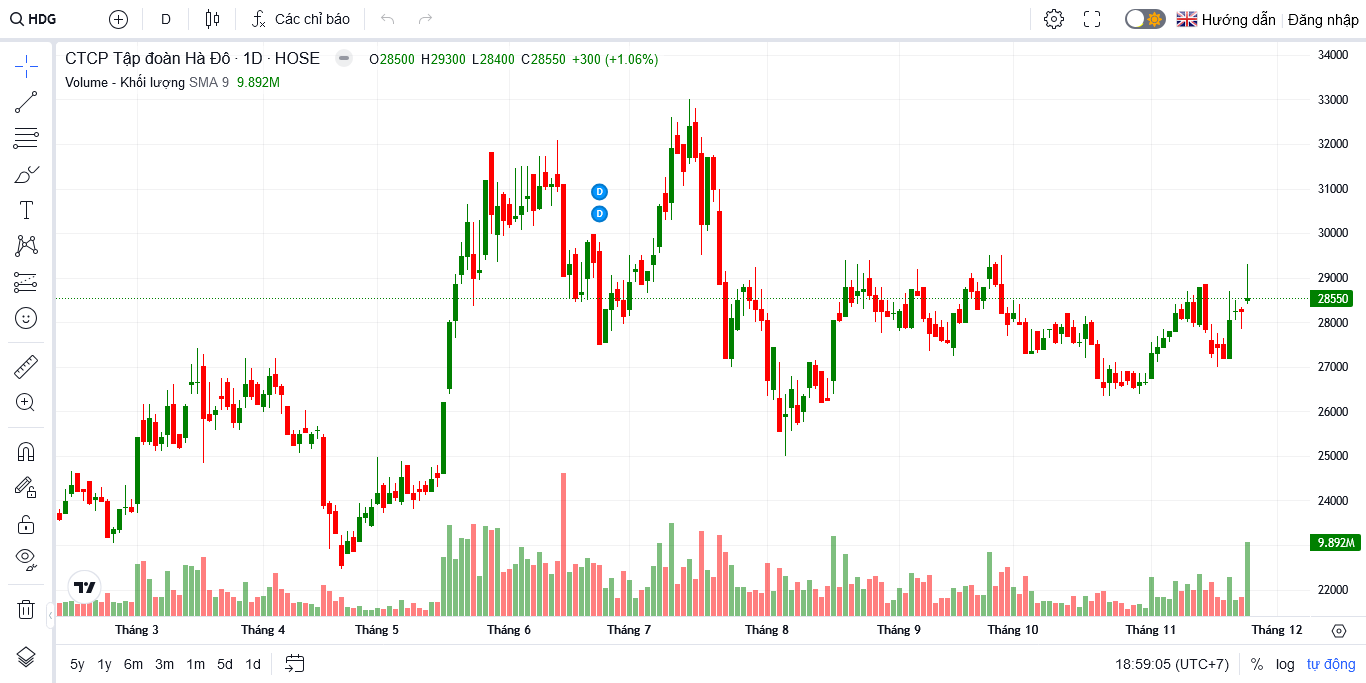 HDG D Các chỉ báo Hướng dẫn Đăng nhập
CTCP Tập đoàn Hà Đô · 1D · HOSE O28500 H29300 L28400 C28550 +300 (+1.06%)
Volume - Khối lượng SMA 9 9.892M
34000
33000
32000
31000
30000
29000
28550
28000
27000
26000
25000
24000
9.892M
22000
D
D
Tháng 3 Tháng 4 Tháng 5 Tháng 6 Tháng 7 Tháng 8 Tháng 9 Tháng 10 Tháng 11 Tháng 12
5y 1y 6m 3m 1m 5d 1d 18:59:05 (UTC+7) % log tự động